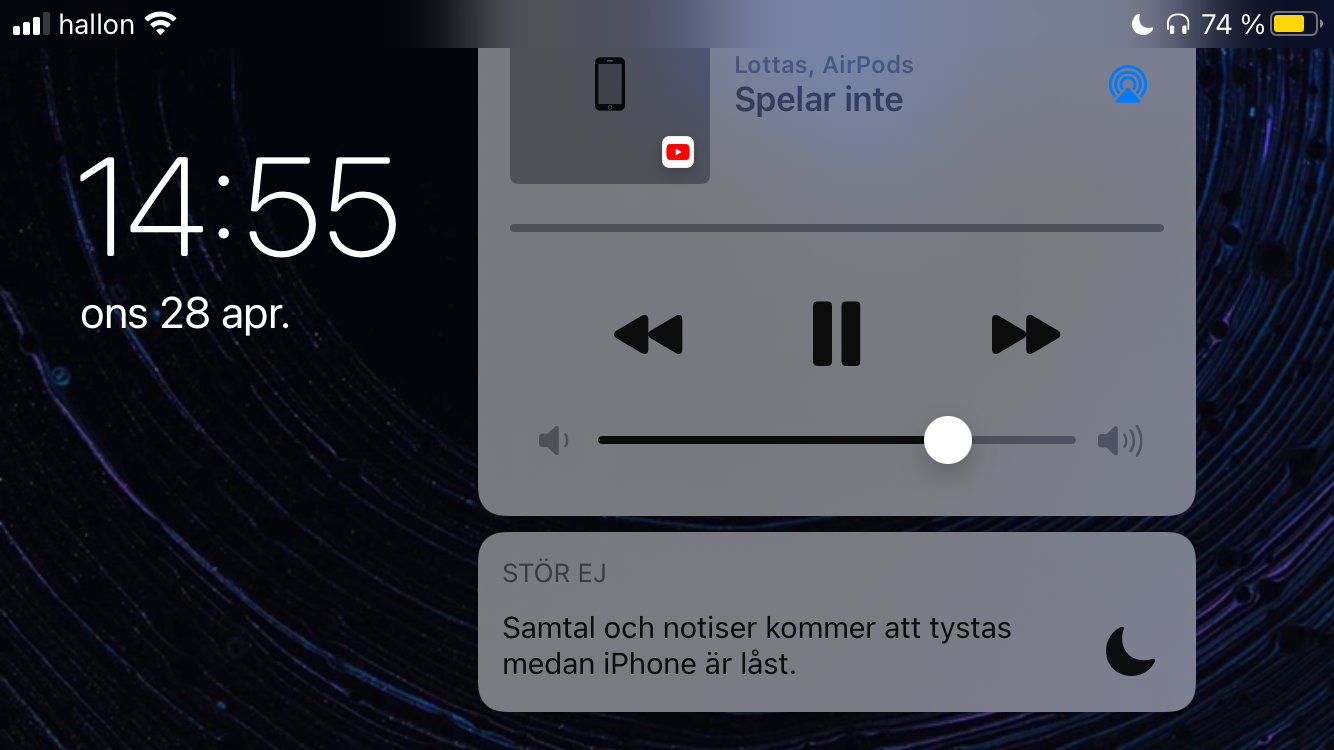 hallon
74 %
14:55
ons 28 apr.
Lottas, AirPods
Spelar inte
STÖR EJ
Samtal och notiser kommer att tystas
medan iPhone är låst.